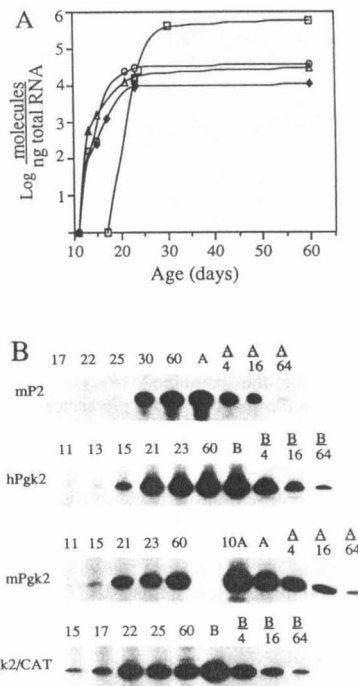 A
6
5
4
3
2
Log molecules
ng total RNA
10 20 30 40 50 60
Age (days)
B
17 22 25 30 60 A A/4 A/16 A/64
mP2
11 13 15 21 23 60 B B/4 B/16 B/64
hPgk2
11 15 21 23 60 10A A A/4 A/16 A/64
mPgk2
15 17 22 25 60 B B/4 B/16 B/64
k2/CAT